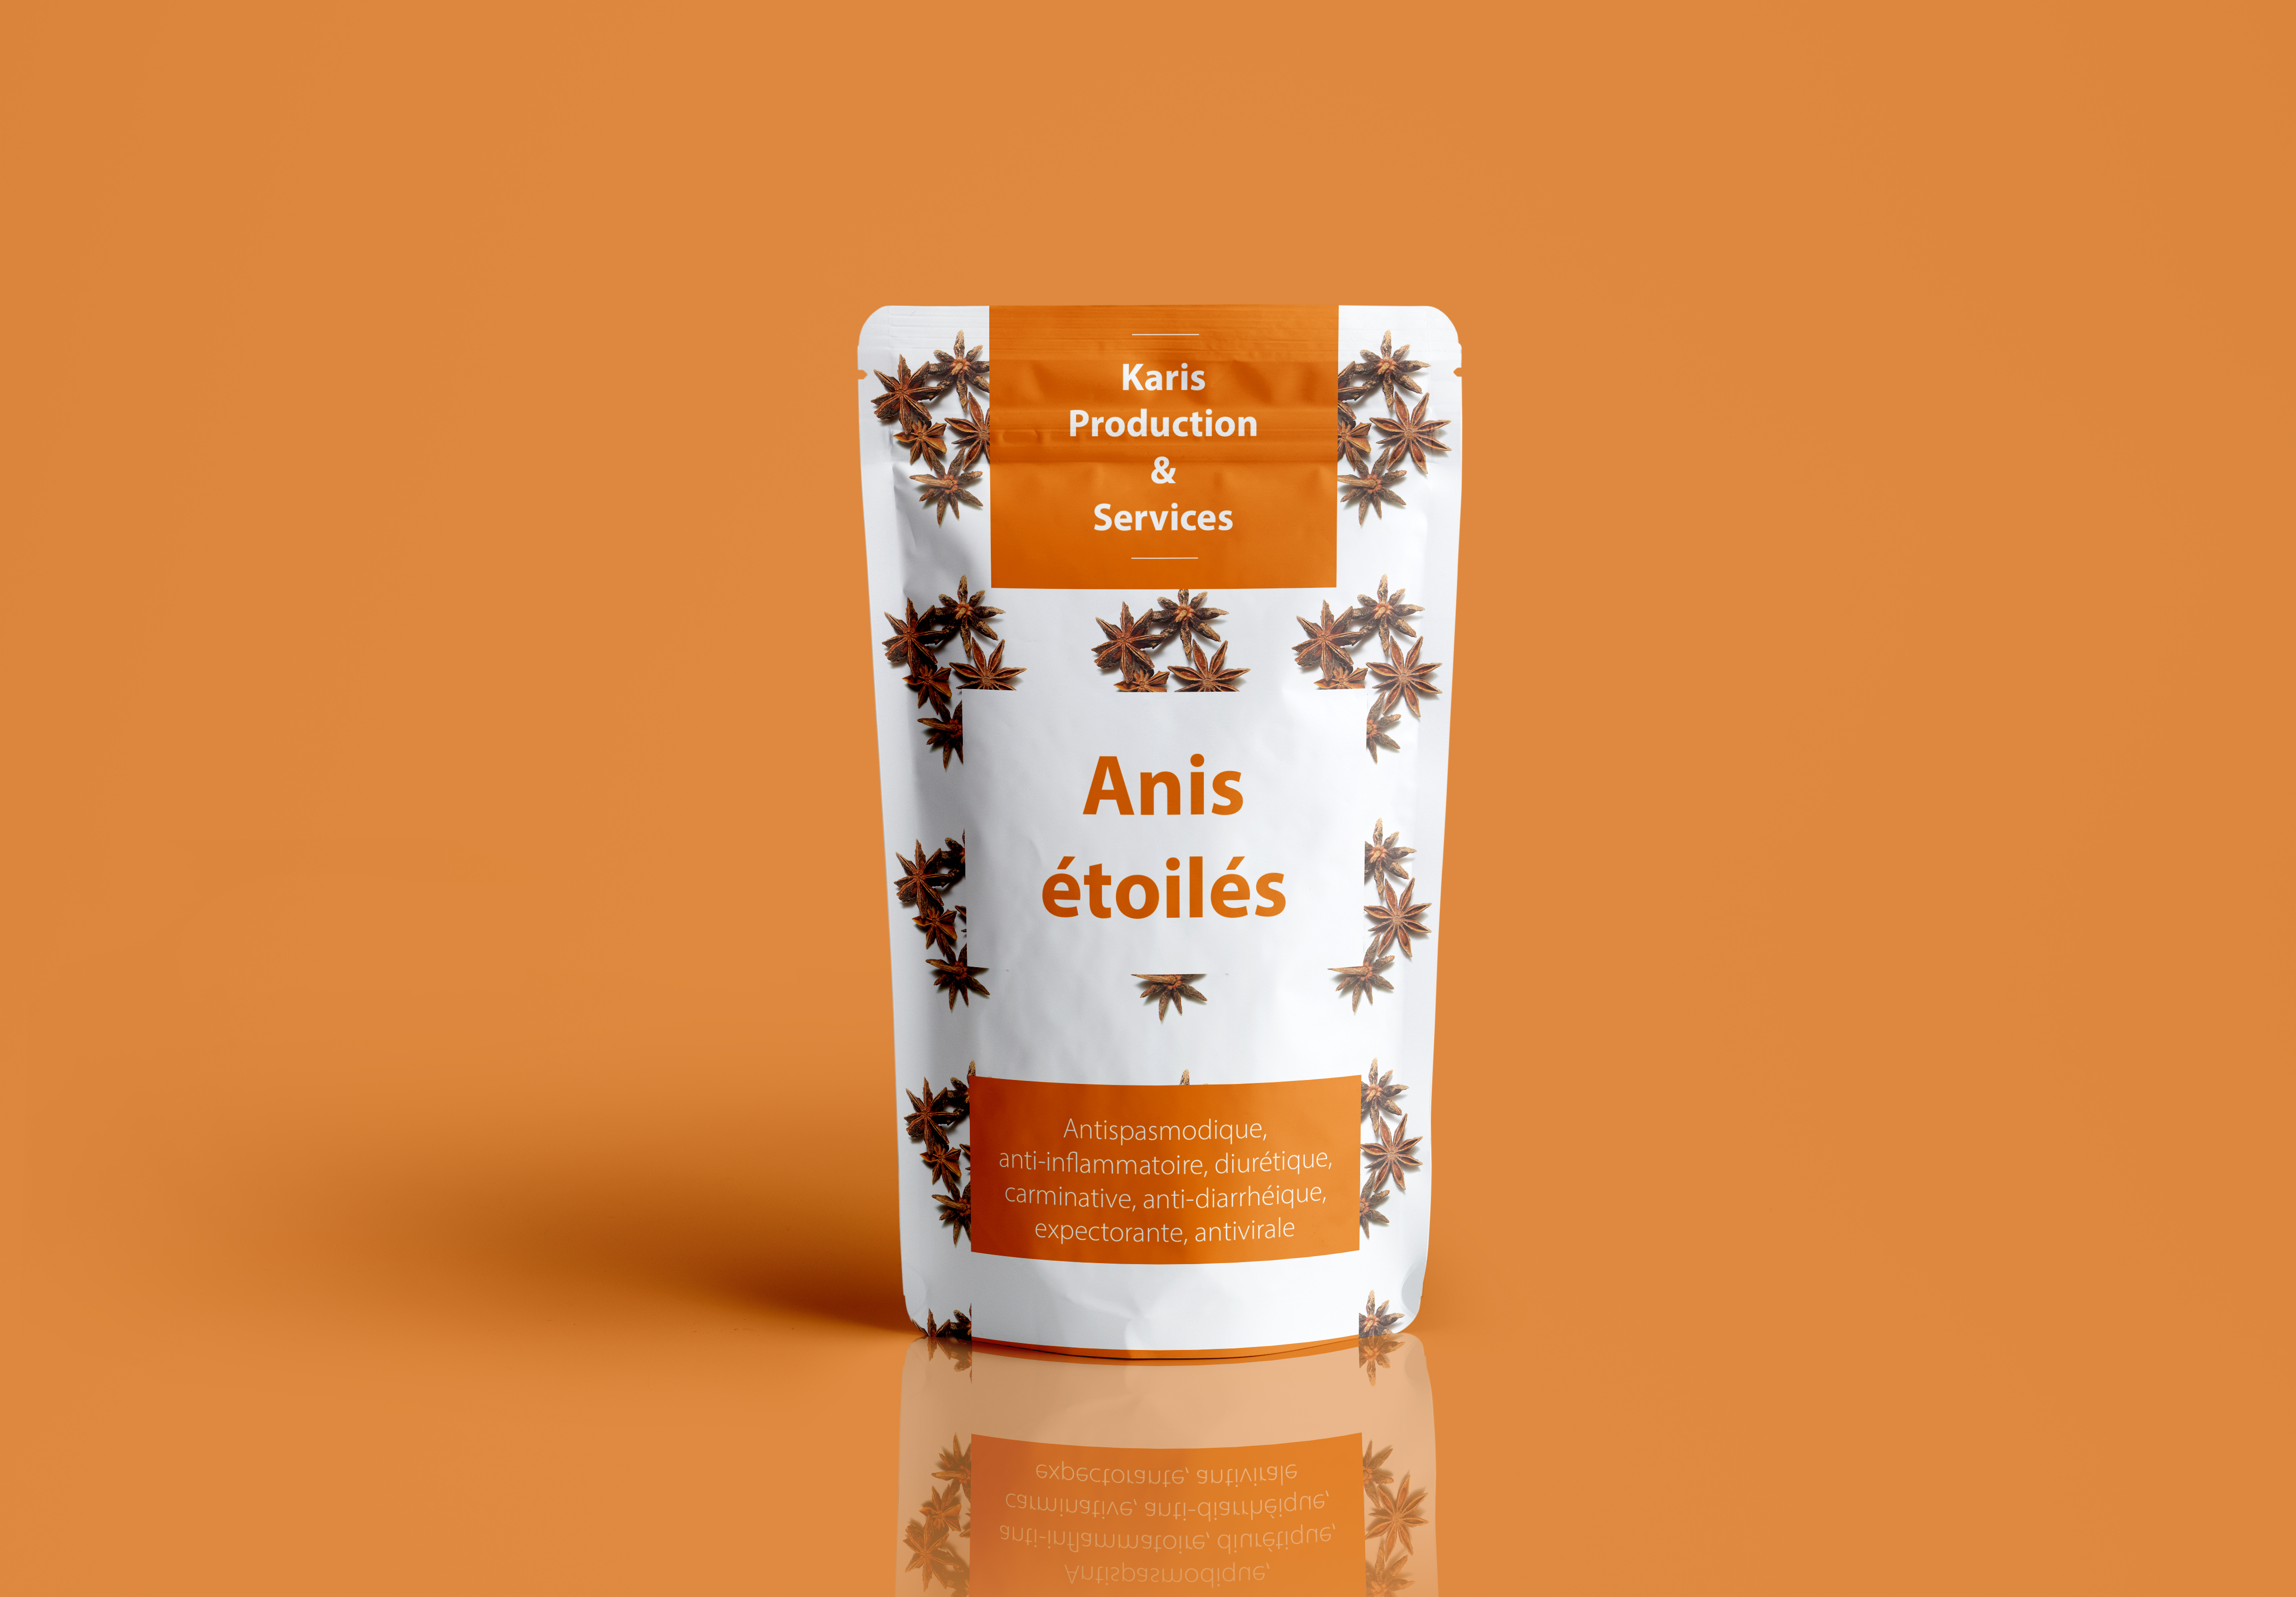 Karis
Production
&
Services
Anis
étoilés
Antispasmodique,
anti-inflammatoire, diurétique,
carminative, anti-diarrhéique,
expectorante, antivirale